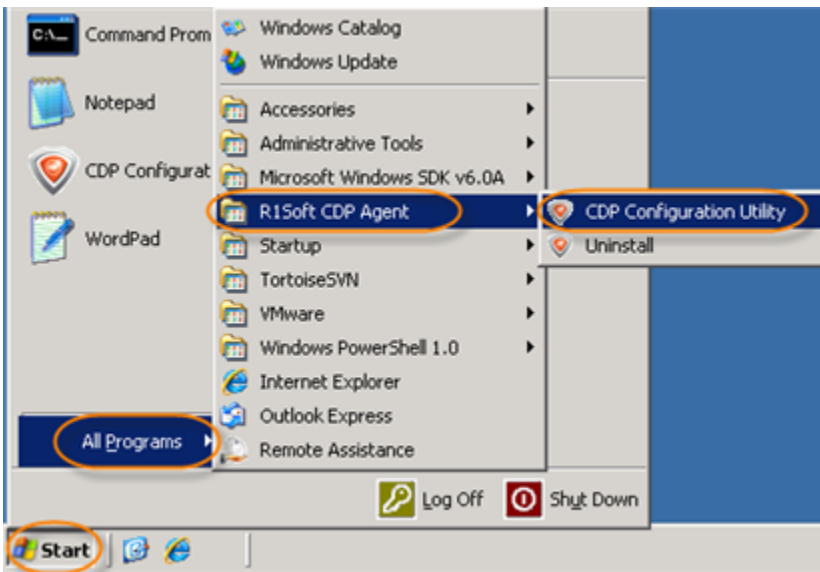 C:\_
Command Prom
Notepad
CDP Configurat
WordPad
All Programs
Windows Catalog
Windows Update
Accessories
Administrative Tools
Microsoft Windows SDK v6.0A
R1Soft CDP Agent
Startup
TortoiseSVN
VMware
Windows PowerShell 1.0
Internet Explorer
Outlook Express
Remote Assistance
CDP Configuration Utility
Uninstall
Log Off
Shut Down
Start